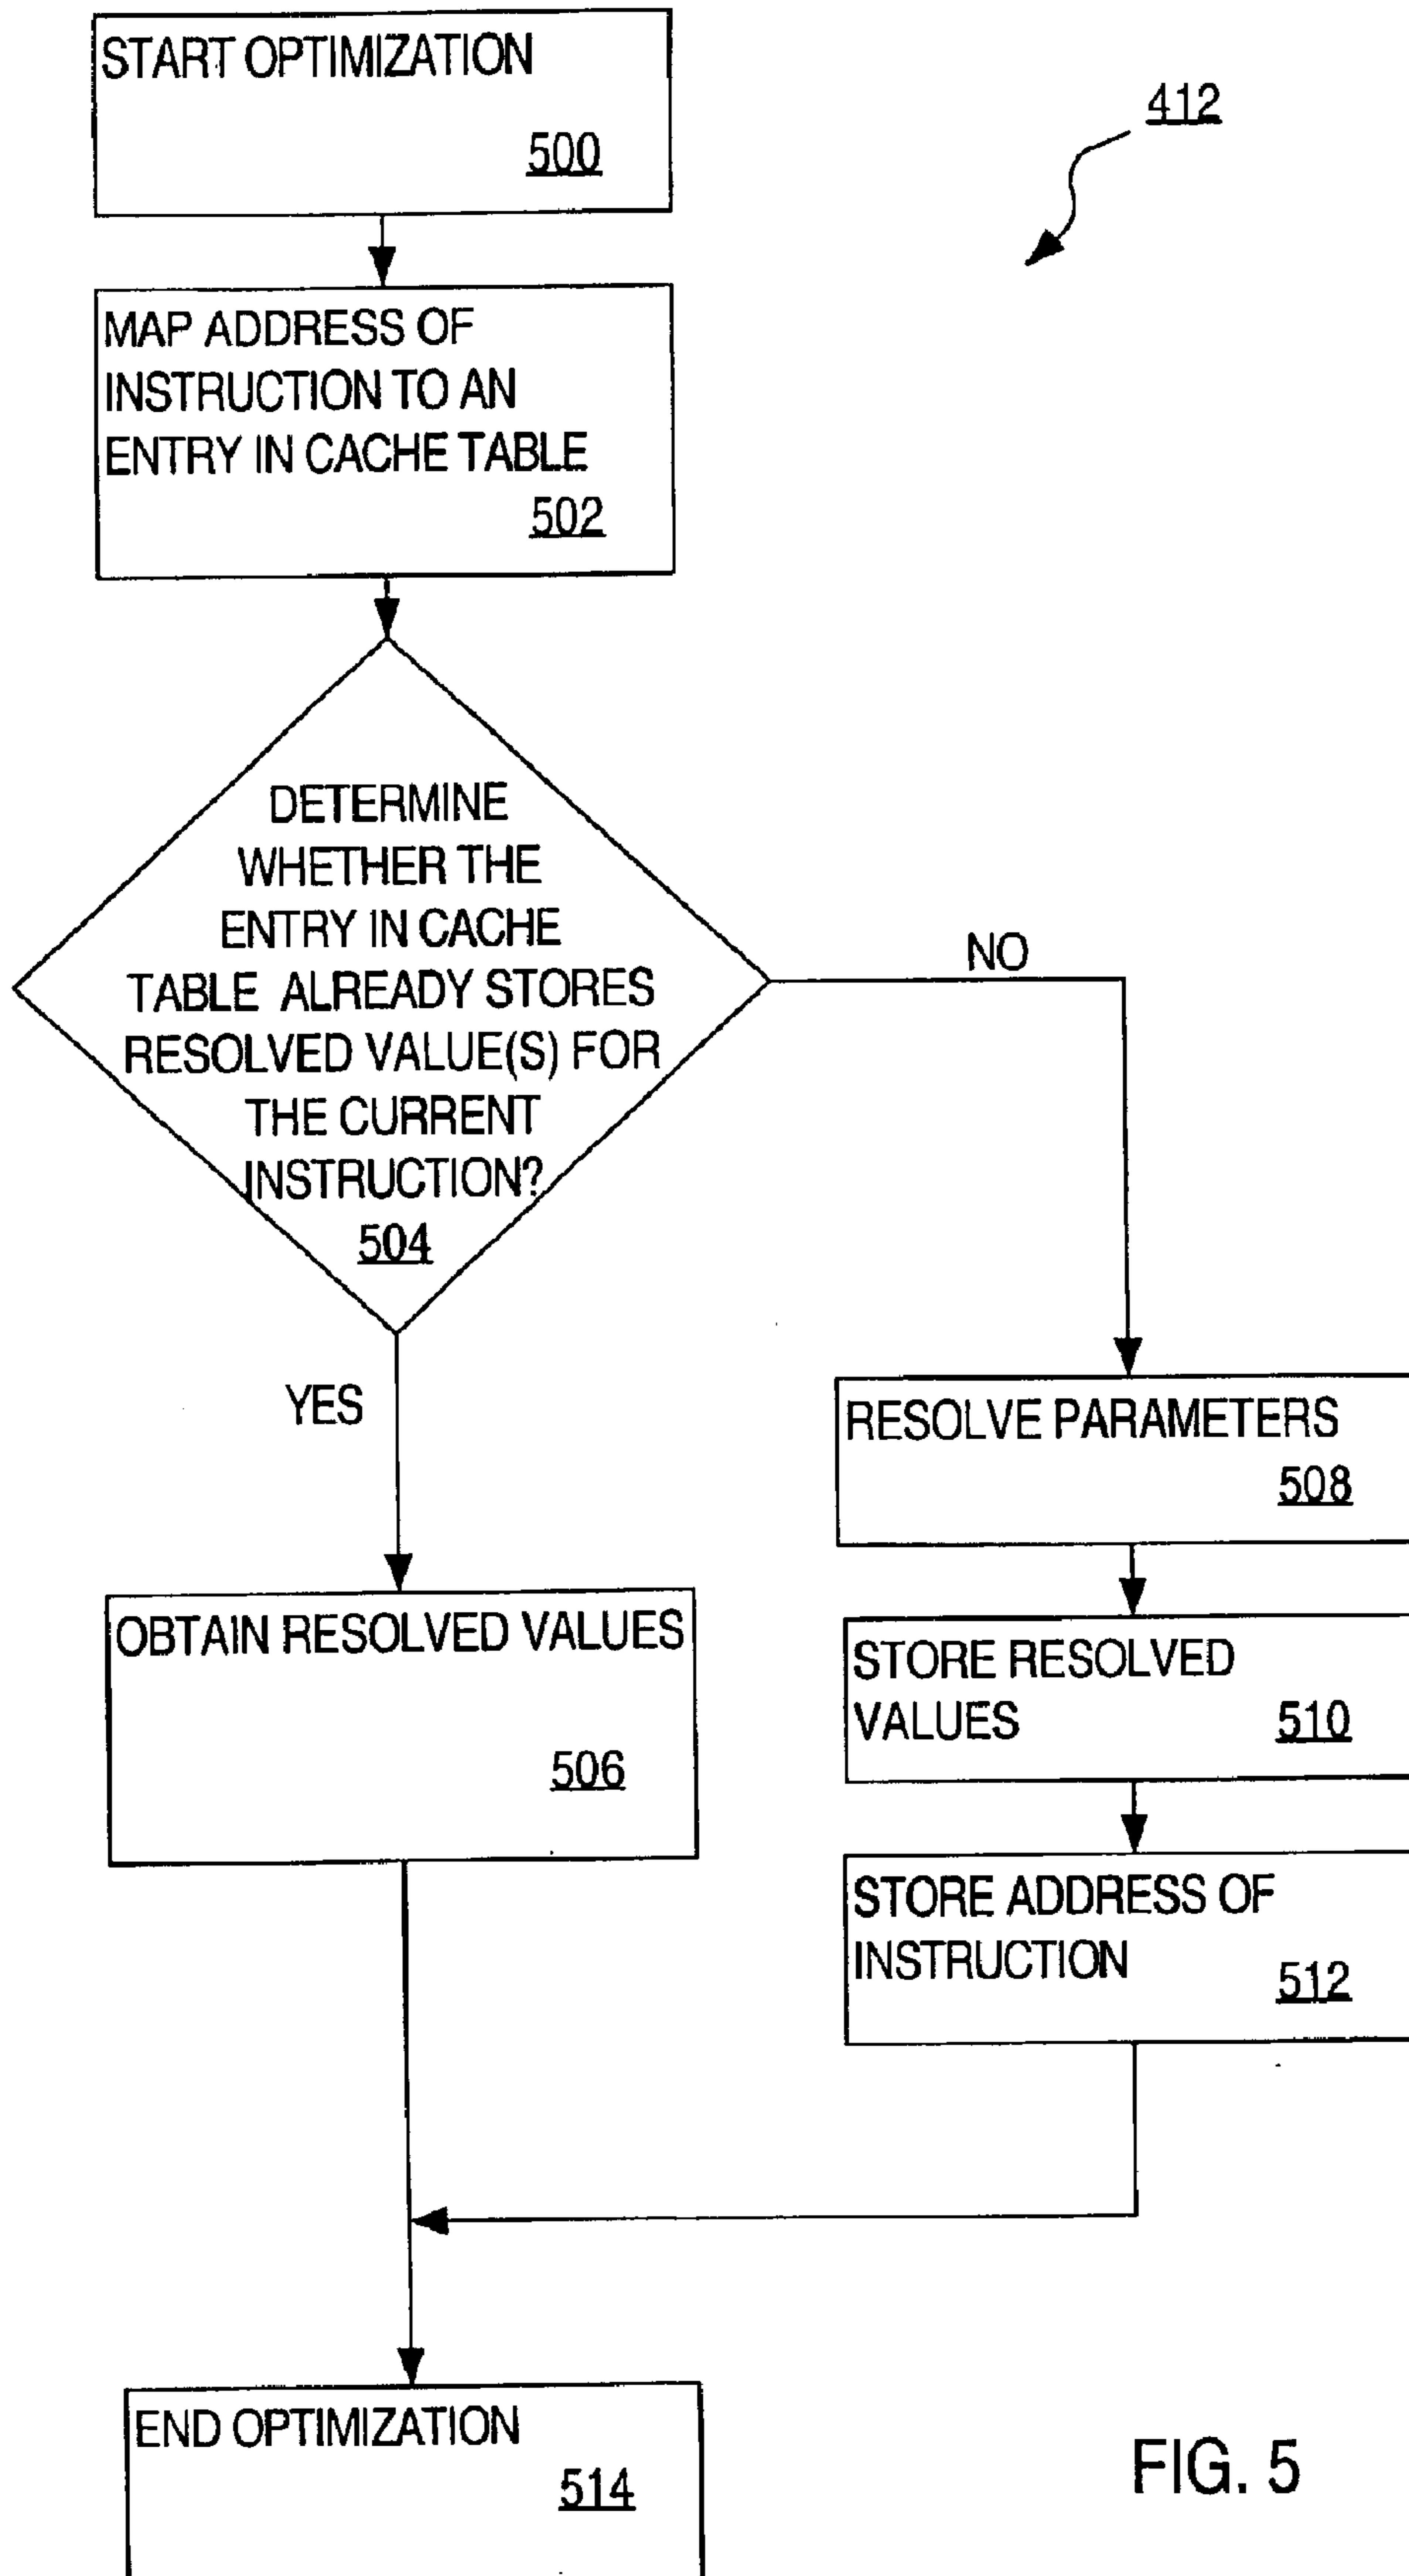 START OPTIMIZATION
500
412
MAP ADDRESS OF
INSTRUCTION TO AN
ENTRY IN CACHE TABLE
502
DETERMINE
WHETHER THE
ENTRY IN CACHE
TABLE ALREADY STORES
RESOLVED VALUE(S) FOR
THE CURRENT
INSTRUCTION?
504
NO
YES
RESOLVE PARAMETERS
508
OBTAIN RESOLVED VALUES
506
STORE RESOLVED
VALUES 510
STORE ADDRESS OF
INSTRUCTION 512
END OPTIMIZATION
514
FIG. 5